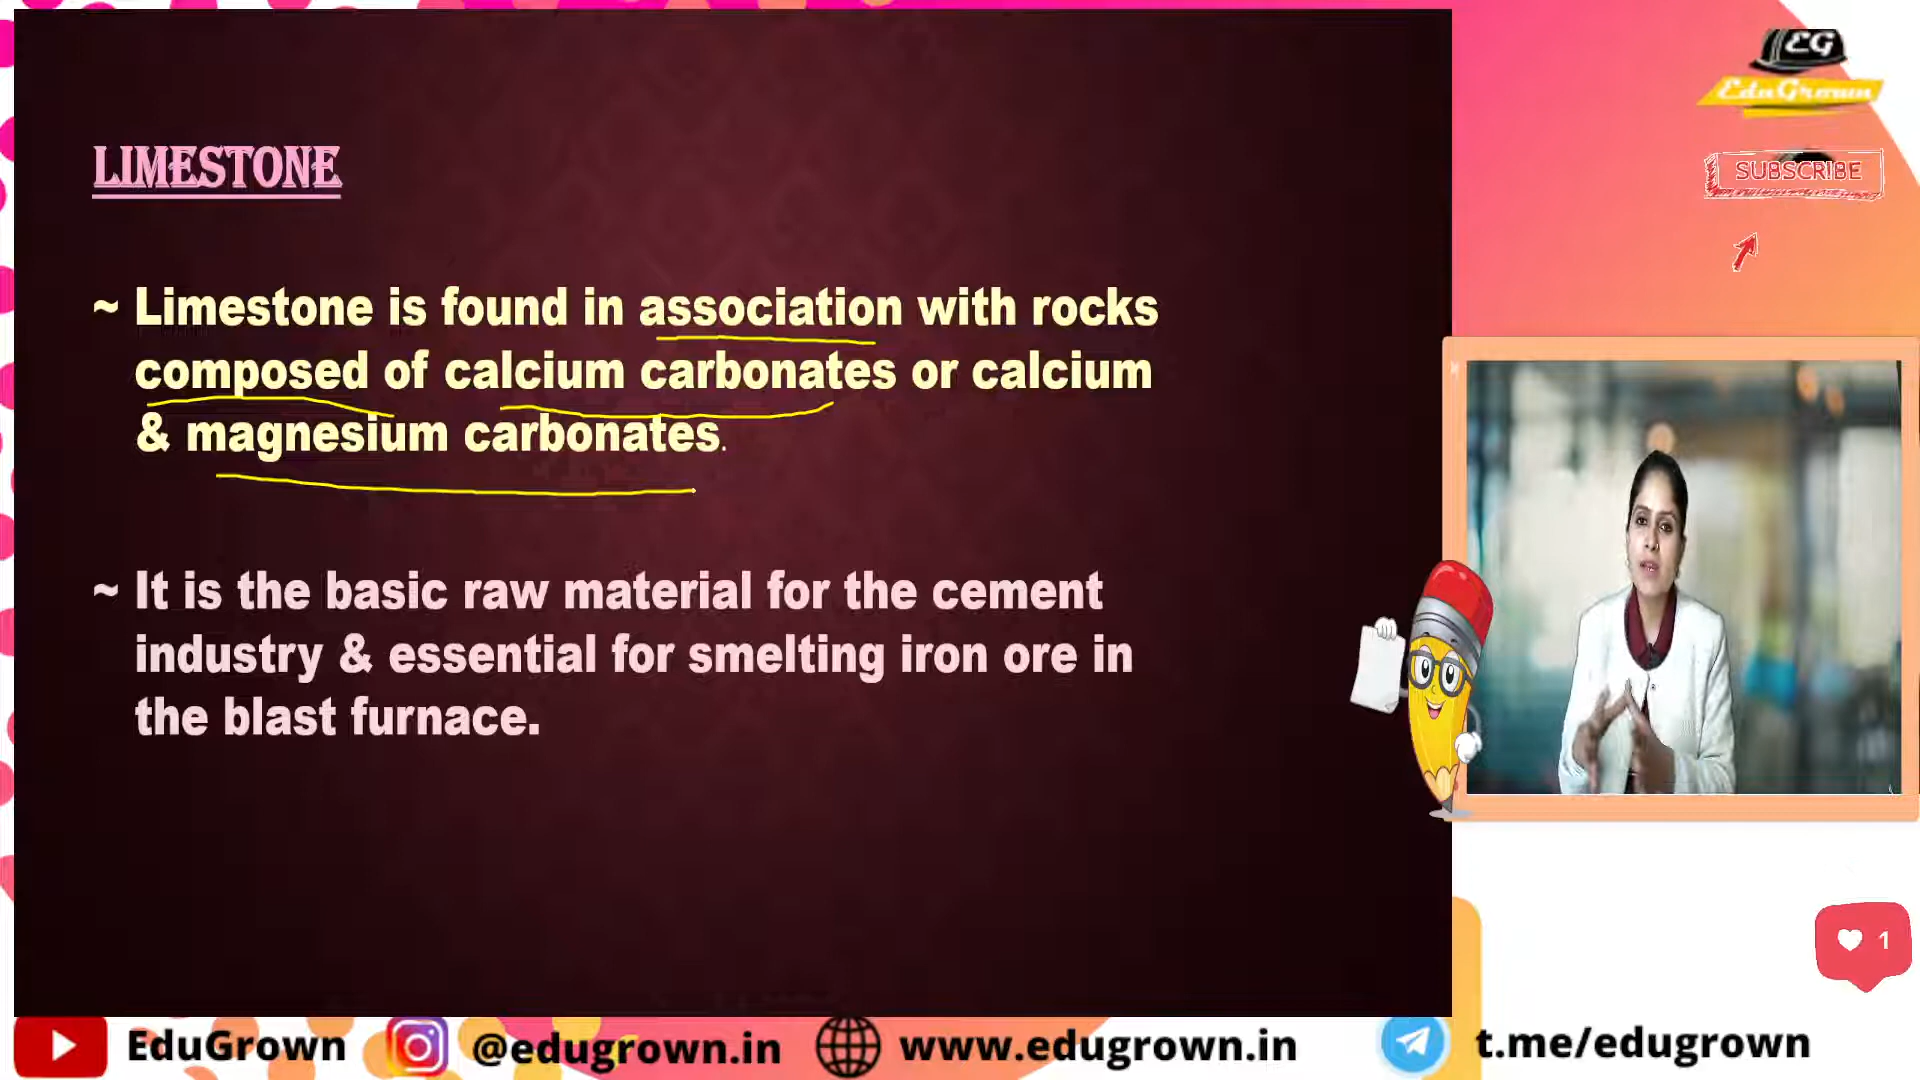 EG
EduGrown
SUBSCRIBE
LIMESTONE
~ Limestone is found in association with rocks
composed of calcium carbonates or calcium
& magnesium carbonates.
~ It is the basic raw material for the cement
industry & essential for smelting iron ore in
the blast furnace.
1
EduGrown
@edugrown.in
www.edugrown.in
t.me/edugrown